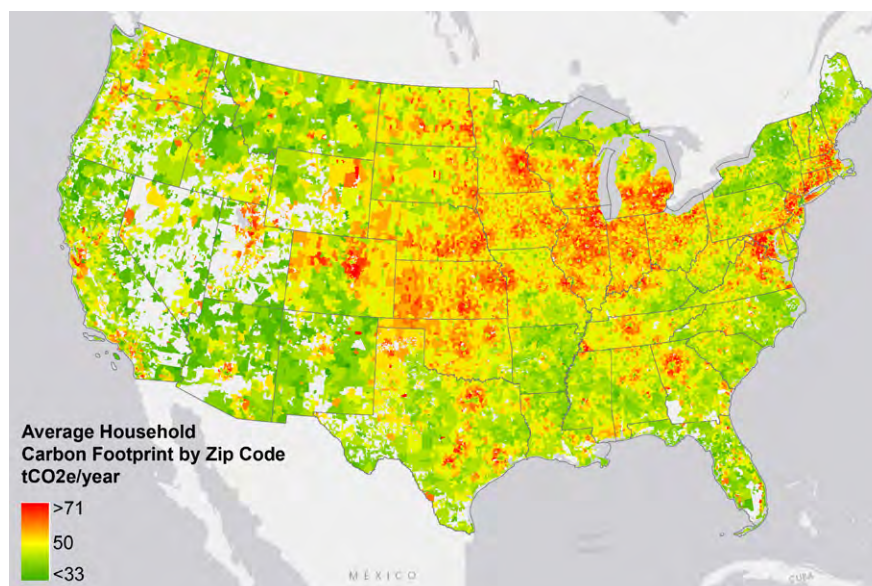 Average Household
Carbon Footprint by Zip Code
tCO2e/year
>71
50
<33
MÉXICO
CUBA